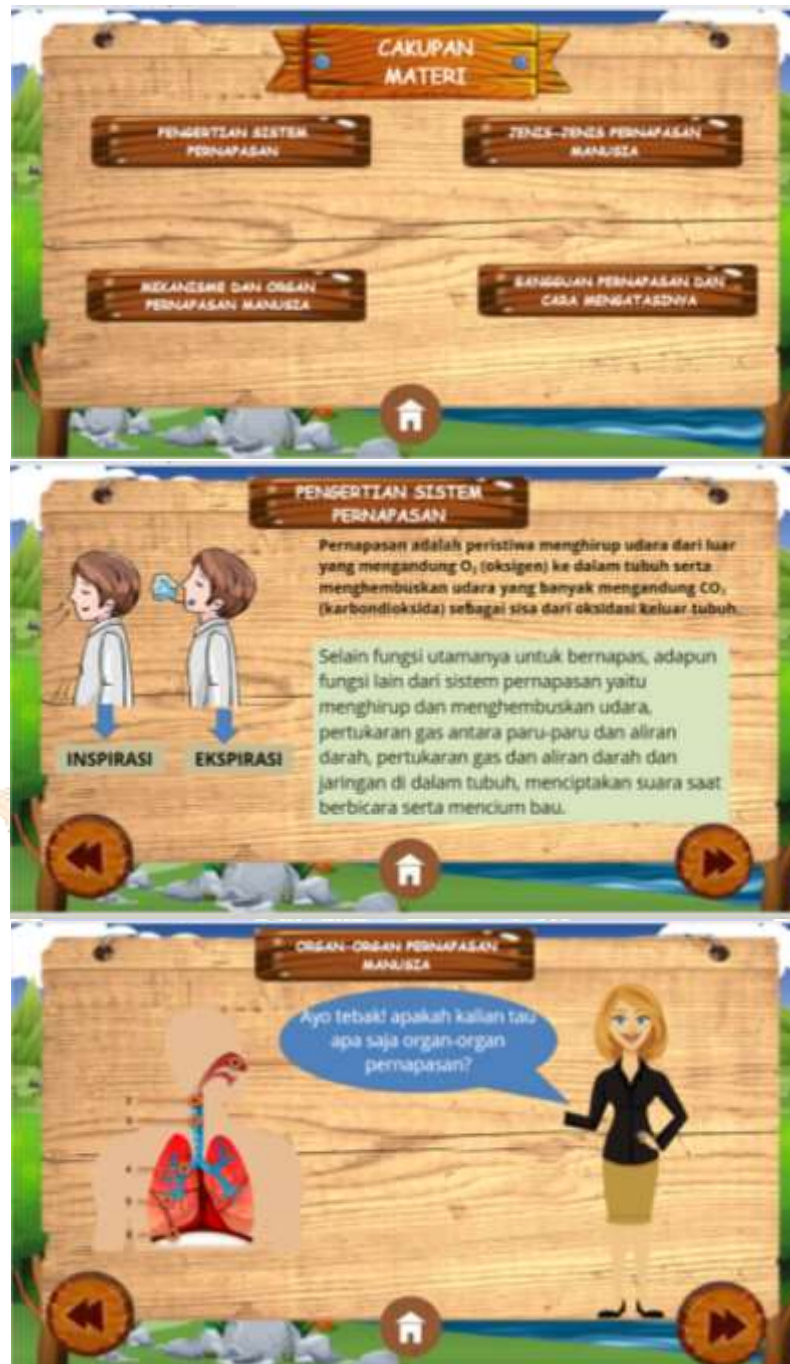 CAKUPAN
MATERI
PENGERTIAN SISTEM
PERNAPASAN
JENIS-JENIS PERNAPASAN
MANUSIA
MEKANISME DAN ORGAN
PERNAPASAN MANUSIA
GANGGUAN PERNAPASAN DAN
CARA MENGATASINYA
PENGERTIAN SISTEM
PERNAPASAN
Pernapasan adalah peristiwa menghirup udara dari luar
yang mengandung O₂ (oksigen) ke dalam tubuh serta
menghembuskan udara yang banyak mengandung CO₂
(karbondioksida) sebagai sisa dari oksidasi keluar tubuh.
Selain fungsi utamanya untuk bernapas, adapun
fungsi lain dari sistem pernapasan yaitu
menghirup dan menghembuskan udara,
pertukaran gas antara paru-paru dan aliran
darah, pertukaran gas dan aliran darah dan
jaringan di dalam tubuh, menciptakan suara saat
berbicara serta mencium bau.
INSPIRASI
EKSPIRASI
ORGAN-ORGAN PERNAPASAN
MANUSIA
Ayo tebak! apakah kalian tau
apa saja organ-organ
pernapasan?
4